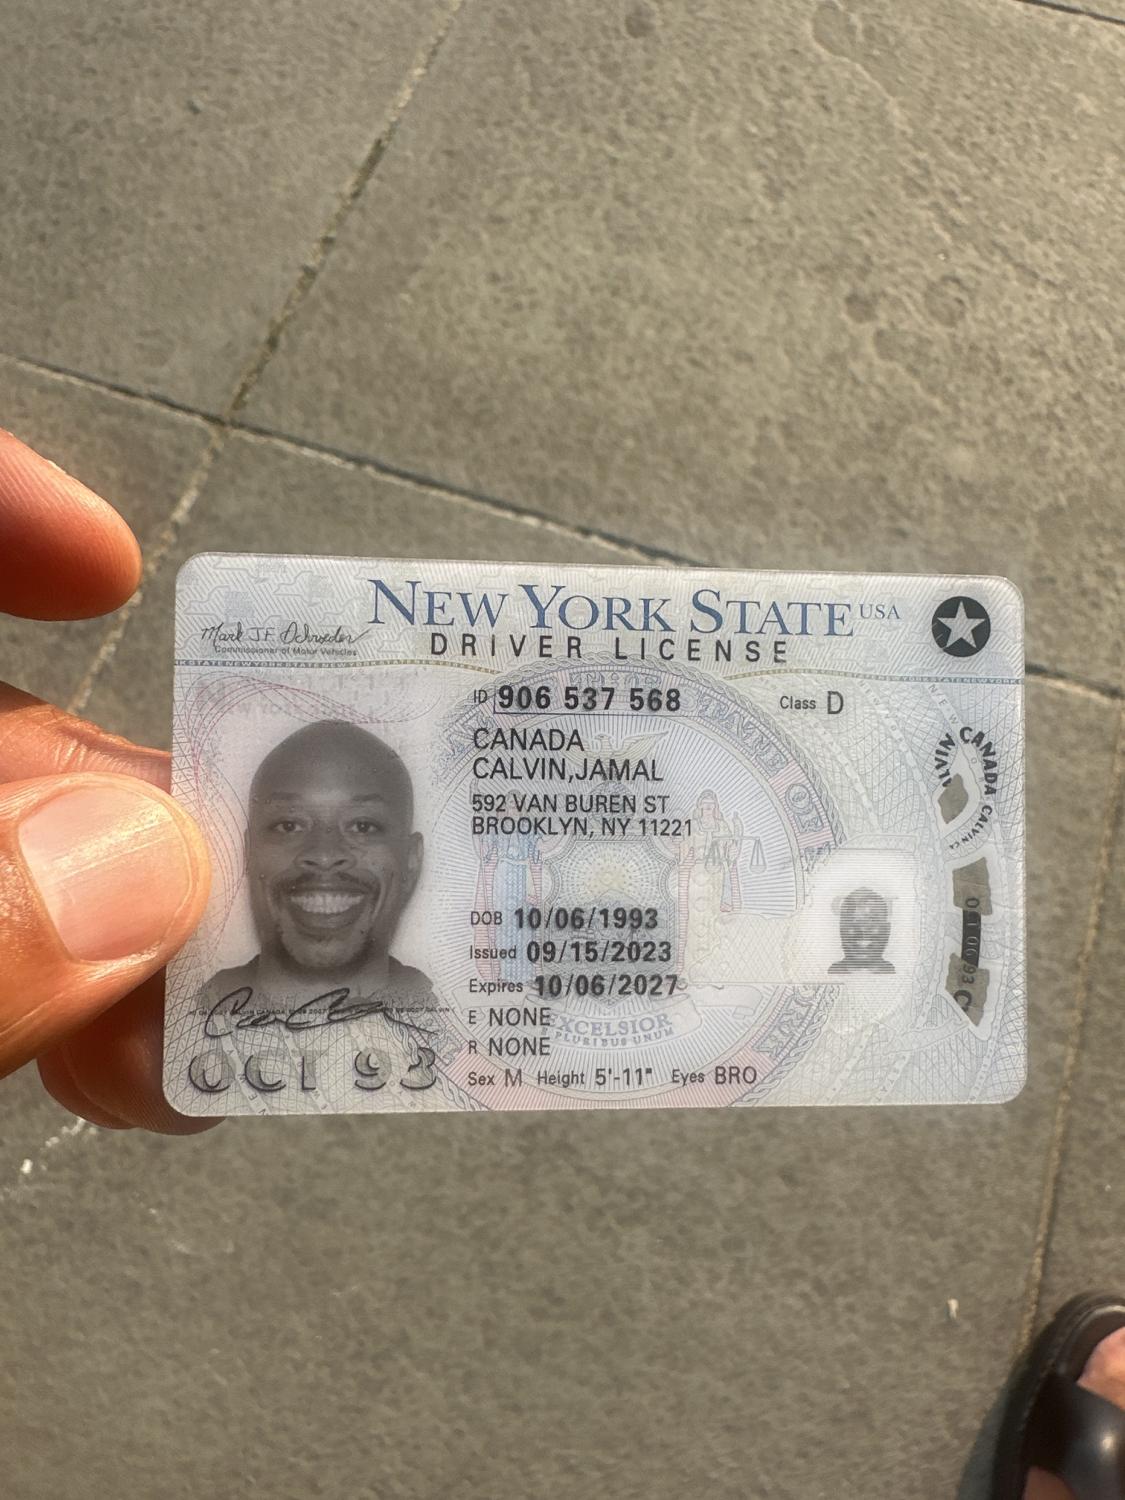 NEW YORK STATE USA
DRIVER LICENSE
Mark J.F. Schroeder
Commissioner of Motor Vehicles
ID 906 537 568
Class D
CANADA
CALVIN,JAMAL
592 VAN BUREN ST
BROOKLYN, NY 11221
DOB 10/06/1993
Issued 09/15/2023
Expires 10/06/2027
E NONE
R NONE
Sex M Height 5'-11" Eyes BRO
EXCELSIOR
E PLURIBUS UNUM
OCT 93